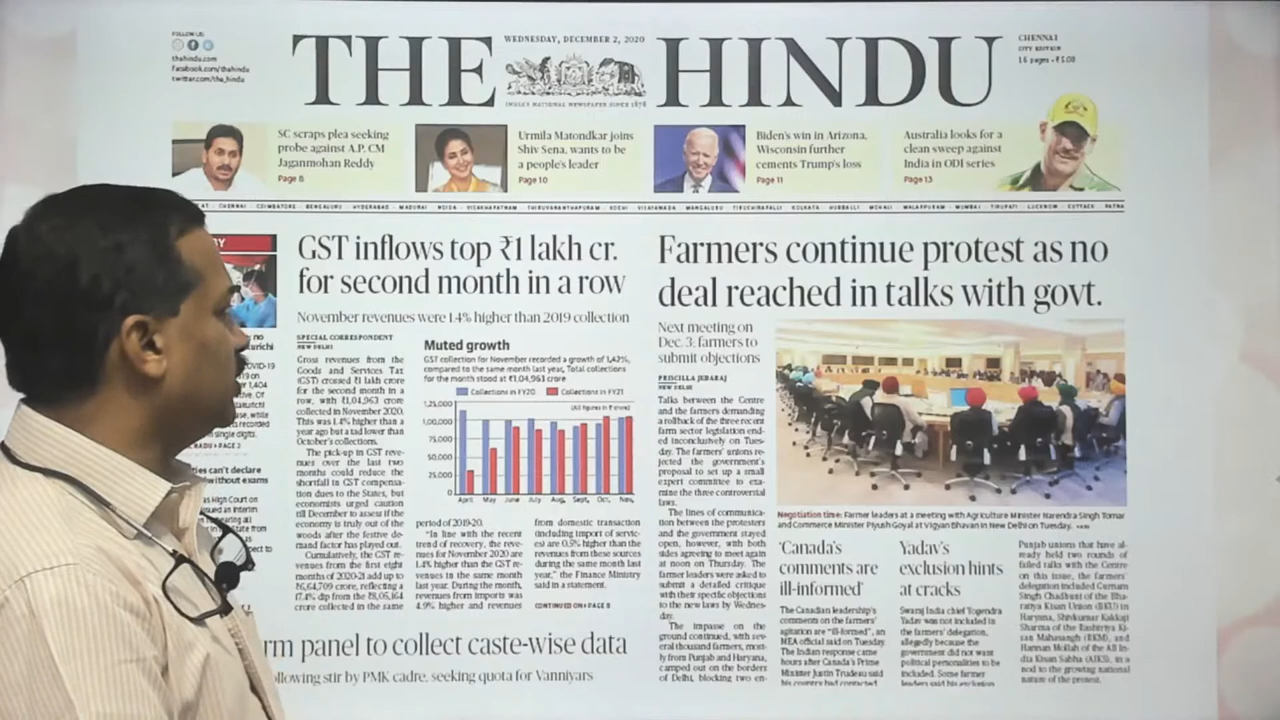 FOLLOW US:
thehindu.com
facebook.com/thehindu
twitter.com/the_hindu
THE HINDU
WEDNESDAY, DECEMBER 2, 2020
INDIA'S NATIONAL NEWSPAPER SINCE 1878
CHENNAI
CITY EDITION
16 pages • ₹5.00
SC scraps plea seeking
probe against A.P. CM
Jaganmohan Reddy
Page 8
Urmila Matondkar joins
Shiv Sena, wants to be
a people's leader
Page 10
Biden's win in Arizona,
Wisconsin further
cements Trump's loss
Page 11
Australia looks for a
clean sweep against
India in ODI series
Page 13
CHENNAI • COIMBATORE • BENGALURU • HYDERABAD • MADURAI • NOIDA • VISAKHAPATNAM • THIRUVANANTHAPURAM • KOCHI • VIJAYAWADA • MANGALURU • TIRUCHIRAPALLI • KOLKATA • HUBBALLI • MOHALI • MALAPPURAM • MUMBAI • TIRUPATI • LUCKNOW • CUTTACK • PATNA
GST inflows top ₹1 lakh cr.
for second month in a row
November revenues were 1.4% higher than 2019 collection
SPECIAL CORRESPONDENT
NEW DELHI
Gross revenues from the
Goods and Services Tax
(GST) crossed ₹1 lakh crore
for the second month in a
row, with ₹1,04,963 crore
collected in November 2020.
This was 1.4% higher than a
year ago but a tad lower than
October's collections.
The pick-up in GST reve-
nues over the last two
months could reduce the
shortfall in GST compensa-
tion dues to the States, but
economists urged caution
till December to assess if the
economy is truly out of the
woods after the festive de-
mand factor has played out.
Cumulatively, the GST re-
venues from the first eight
months of 2020-21 add up to
₹6,64,709 crore, reflecting a
17.4% dip from the ₹8,05,164
crore collected in the same
Muted growth
GST collection for November recorded a growth of 1.42%,
compared to the same month last year. Total collections
for the month stood at ₹1,04,963 crore
Collections in FY20
Collections in FY21
(All figures in ₹ crore)
1,25,000
1,00,000
75,000
50,000
25,000
0
April May June July Aug. Sept. Oct. Nov.
period of 2019-20.
"In line with the recent
trend of recovery, the reve-
nues for November 2020 are
1.4% higher than the GST re-
venues in the same month
last year. During the month,
revenues from imports was
4.9% higher and revenues
from domestic transaction
(including import of servic-
es) are 0.5% higher than the
revenues from these sources
during the same month last
year," the Finance Ministry
said in a statement.
CONTINUED ON • PAGE 8
Farmers continue protest as no
deal reached in talks with govt.
Next meeting on
Dec. 3; farmers to
submit objections
PRISCILLA JEBARAJ
NEW DELHI
Talks between the Centre
and the farmers demanding
a rollback of the three recent
farm sector legislation end-
ed inconclusively on Tues-
day. The farmers' unions re-
jected the government's
proposal to set up a small
expert committee to exa-
mine the three controversial
laws.
The lines of communica-
tion between the protesters
and the government stayed
open, however, with both
sides agreeing to meet again
at noon on Thursday. The
farmer leaders were asked to
submit a detailed critique
with their specific objections
to the new laws by Wednes-
day.
The impasse on the
ground continued, with sev-
eral thousand farmers, most-
ly from Punjab and Haryana,
camped out on the borders
of Delhi, blocking two en-
Negotiation time: Farmer leaders at a meeting with Agriculture Minister Narendra Singh Tomar
and Commerce Minister Piyush Goyal at Vigyan Bhavan in New Delhi on Tuesday.
'Canada's
comments are
ill-informed'
The Canadian leadership's
comments on the farmers'
agitation are "ill-informed", an
MEA official said on Tuesday.
The Indian response came
hours after Canada's Prime
Minister Justin Trudeau said
his country had contacted
Yadav's
exclusion hints
at cracks
Swaraj India chief Yogendra
Yadav was not included in
the farmers' delegation,
allegedly because the
government did not want
political personalities to be
included. Some farmer
leaders said his exclusion
Punjab unions that have al-
ready held two rounds of
failed talks with the Centre
on this issue, the farmers'
delegation included Gurnam
Singh Chadhuni of the Bha-
ratiya Kisan Union (BKU) in
Haryana, Shivkumar Kakkaji
Sharma of the Rashtriya Ki-
san Mahasangh (RKM), and
Hannan Mollah of the All In-
dia Kisan Sabha (AIKS), in a
nod to the growing national
nature of the protest.
rm panel to collect caste-wise data
llowing stir by PMK cadre, seeking quota for Vanniyars